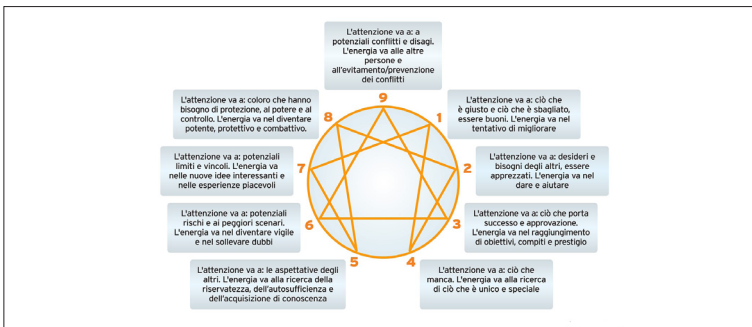 L'attenzione va a: a
potenziali conflitti e disagi.
L'energia va alle altre
persone e
all'evitamento/prevenzione
dei conflitti
9
L'attenzione va a: coloro che hanno
bisogno di protezione, al potere e al
controllo. L'energia va nel diventare
potente, protettivo e combattivo.
8
1
L'attenzione va a: ciò che
è giusto e ciò che è sbagliato,
essere buoni. L'energia va nel
tentativo di migliorare
L'attenzione va a: potenziali
limiti e vincoli. L'energia va
nelle nuove idee interessanti e
nelle esperienze piacevoli
7
2
L'attenzione va a: desideri e
bisogni degli altri, essere
apprezzati. L'energia va nel
dare e aiutare
L'attenzione va a: potenziali
rischi e ai peggiori scenari.
L'energia va nel diventare vigile
e nel sollevare dubbi
6
3
L'attenzione va a: ciò che porta
successo e approvazione.
L'energia va nel raggiungimento
di obiettivi, compiti e prestigio
L'attenzione va a: le aspettative degli
altri. L'energia va alla ricerca della
riservatezza, dell'autosufficienza e
dell'acquisizione di conoscenza
5
4
L'attenzione va a: ciò che
manca. L'energia va alla ricerca
di ciò che è unico e speciale